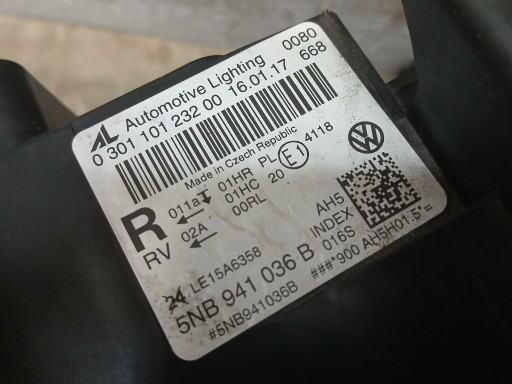 AL Automotive Lighting 0080
0 301 101 232 00 16.01.17 668
Made in Czech Republic
R 011a 01HR PL E1 4118
01HC 20
RV 02A 00RL
LE15A6358 AH5
5NB 941 036 B INDEX 016S
#5NB941036B ###*900 AH5H01.5*=